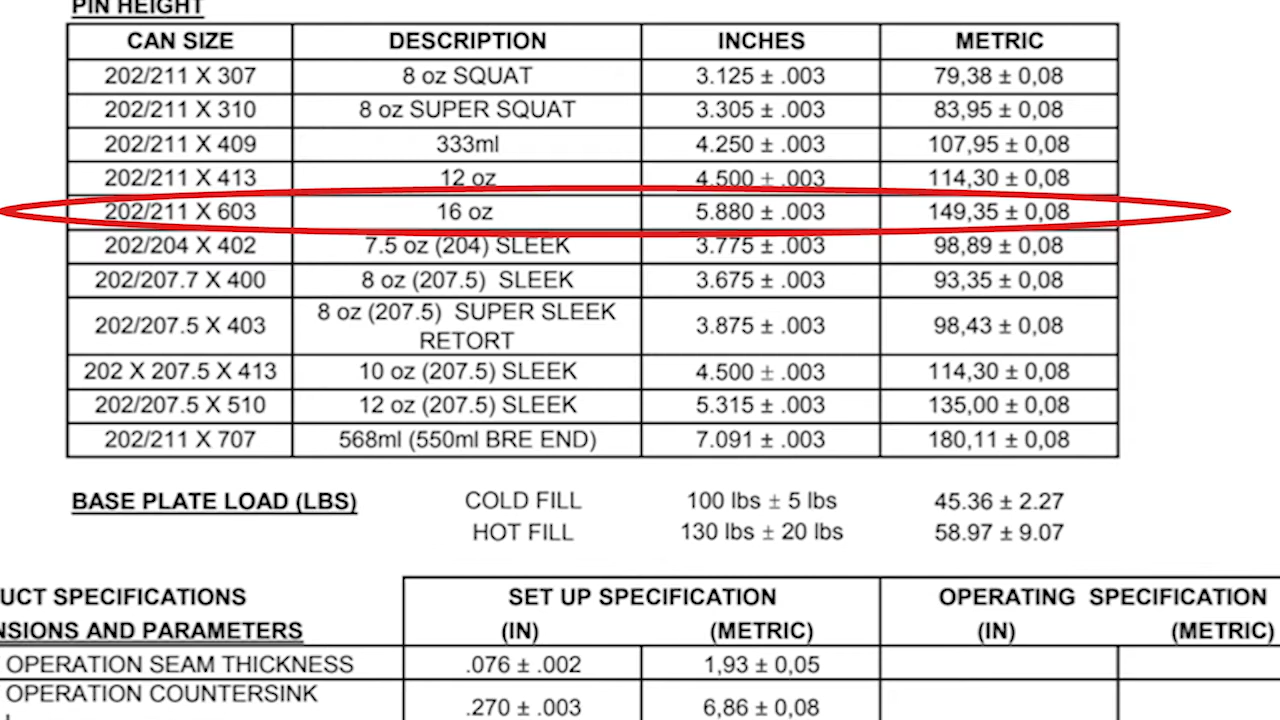 PIN HEIGHT
CAN SIZE DESCRIPTION INCHES METRIC
202/211 X 307 8 oz SQUAT 3.125 ± .003 79,38 ± 0,08
202/211 X 310 8 oz SUPER SQUAT 3.305 ± .003 83,95 ± 0,08
202/211 X 409 333ml 4.250 ± .003 107,95 ± 0,08
202/211 X 413 12 oz 4.500 ± .003 114,30 ± 0,08
202/211 X 603 16 oz 5.880 ± .003 149,35 ± 0,08
202/204 X 402 7.5 oz (204) SLEEK 3.775 ± .003 98,89 ± 0,08
202/207.7 X 400 8 oz (207.5) SLEEK 3.675 ± .003 93,35 ± 0,08
202/207.5 X 403 8 oz (207.5) SUPER SLEEK RETORT 3.875 ± .003 98,43 ± 0,08
202 X 207.5 X 413 10 oz (207.5) SLEEK 4.500 ± .003 114,30 ± 0,08
202/207.5 X 510 12 oz (207.5) SLEEK 5.315 ± .003 135,00 ± 0,08
202/211 X 707 568ml (550ml BRE END) 7.091 ± .003 180,11 ± 0,08
BASE PLATE LOAD (LBS) COLD FILL 100 lbs ± 5 lbs 45.36 ± 2.27
HOT FILL 130 lbs ± 20 lbs 58.97 ± 9.07
UCT SPECIFICATIONS SET UP SPECIFICATION OPERATING SPECIFICATION
NSIONS AND PARAMETERS (IN) (METRIC) (IN) (METRIC)
OPERATION SEAM THICKNESS .076 ± .002 1,93 ± 0,05
OPERATION COUNTERSINK .270 ± .003 6,86 ± 0,08